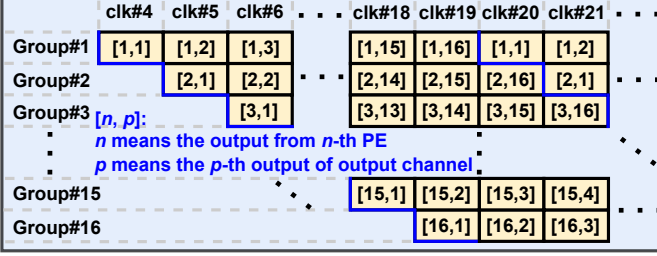 clk#4 clk#5 clk#6 · · · clk#18 clk#19 clk#20 clk#21 · · ·
Group#1 [1,1] [1,2] [1,3] [1,15] [1,16] [1,1] [1,2]
Group#2 [2,1] [2,2] · · · [2,14] [2,15] [2,16] [2,1] · · ·
Group#3 [3,1] [3,13] [3,14] [3,15] [3,16]
[n, p]:
n means the output from n-th PE
p means the p-th output of output channel
Group#15 [15,1] [15,2] [15,3] [15,4]
Group#16 [16,1] [16,2] [16,3]